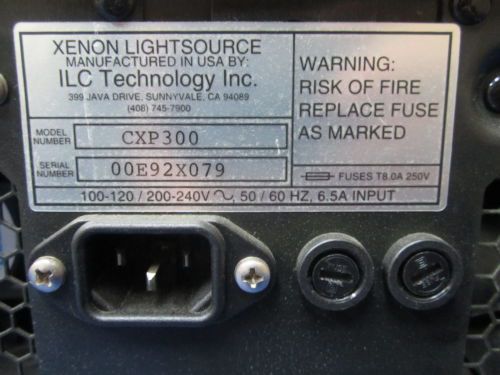 XENON LIGHTSOURCE
MANUFACTURED IN USA BY:
ILC Technology Inc.
399 JAVA DRIVE, SUNNYVALE, CA 94089
(408) 745-7900
MODEL NUMBER CXP300
SERIAL NUMBER 00E92X079
WARNING:
RISK OF FIRE
REPLACE FUSE
AS MARKED
FUSES T8.0A 250V
100-120 / 200-240V ∿, 50 / 60 HZ, 6.5A INPUT